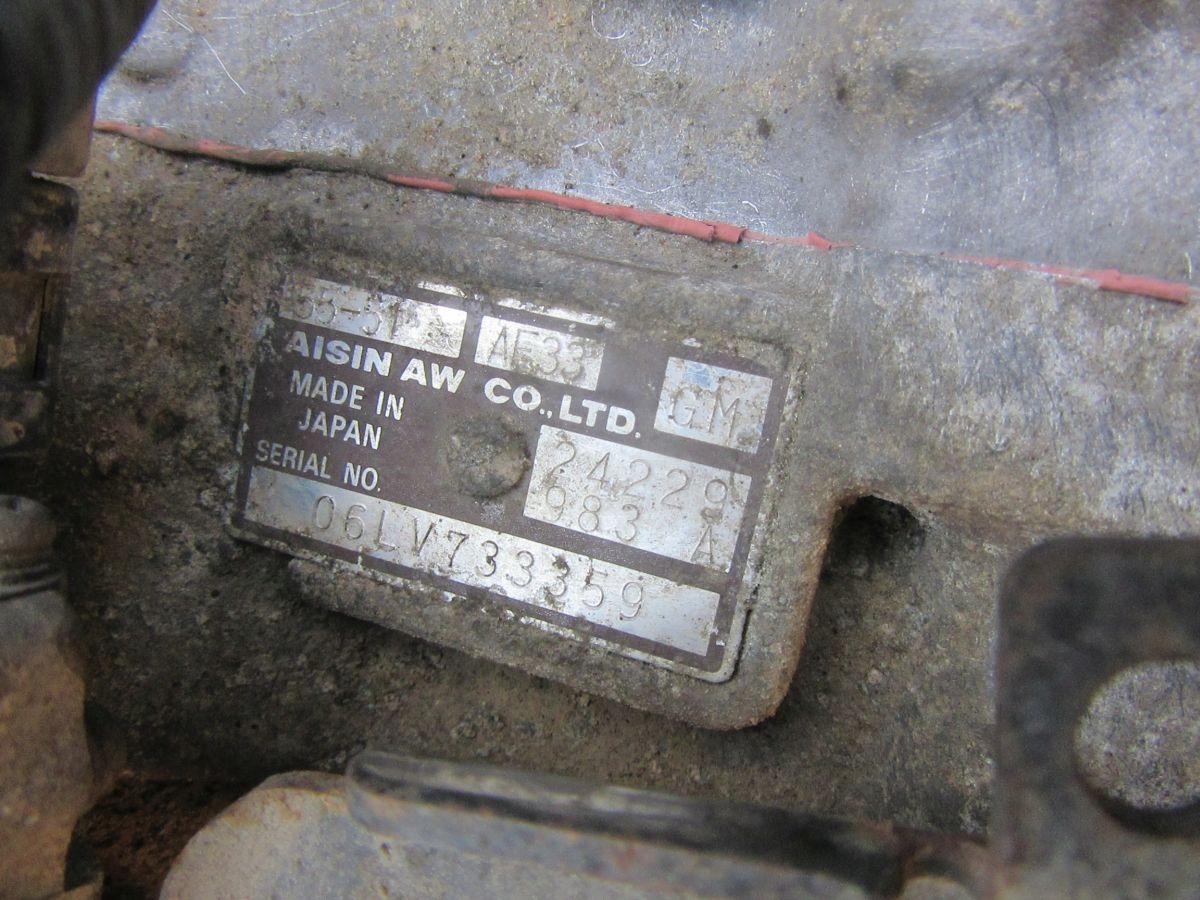 55-51 AF33
GM
AISIN AW CO.,LTD.
MADE IN
JAPAN
24229
983 A
SERIAL NO.
06LV733359